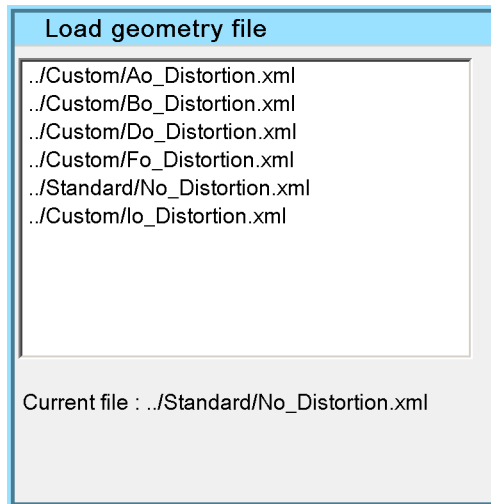 Load geometry file
../Custom/Ao_Distortion.xml
../Custom/Bo_Distortion.xml
../Custom/Do_Distortion.xml
../Custom/Fo_Distortion.xml
../Standard/No_Distortion.xml
../Custom/Io_Distortion.xml
Current file : ../Standard/No_Distortion.xml